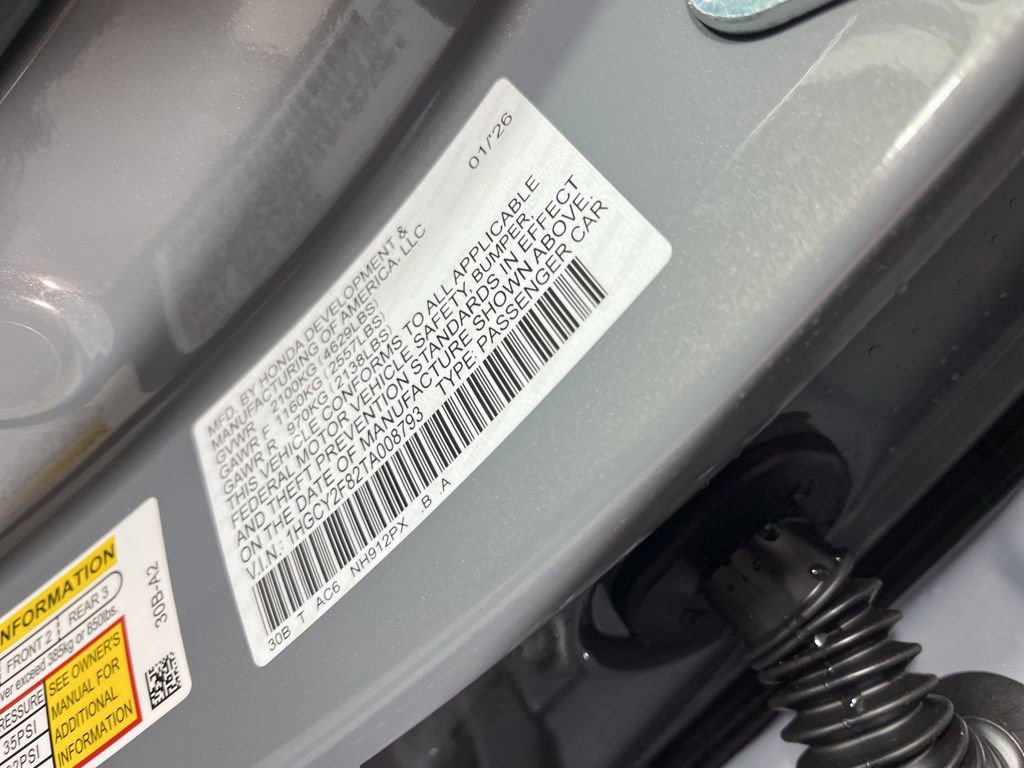 MFD. BY HONDA DEVELOPMENT &
MANUFACTURING OF AMERICA, LLC
01/'26
GVWR 2100KG(4629LBS)
GAWR F 1160KG(2557LBS)
GAWR R 970KG(2138LBS)
THIS VEHICLE CONFORMS TO ALL APPLICABLE
FEDERAL MOTOR VEHICLE SAFETY, BUMPER,
AND THEFT PREVENTION STANDARDS IN EFFECT
ON THE DATE OF MANUFACTURE SHOWN ABOVE.
V.I.N: 1HGCY2F82TA008793 TYPE: PASSENGER CAR
30B T AC6 NH912PX B A
INFORMATION
FRONT 2 REAR 3
exceed 385kg or 850lbs.
35PSI
SEE OWNER'S
MANUAL FOR
ADDITIONAL
INFORMATION
30B-A2